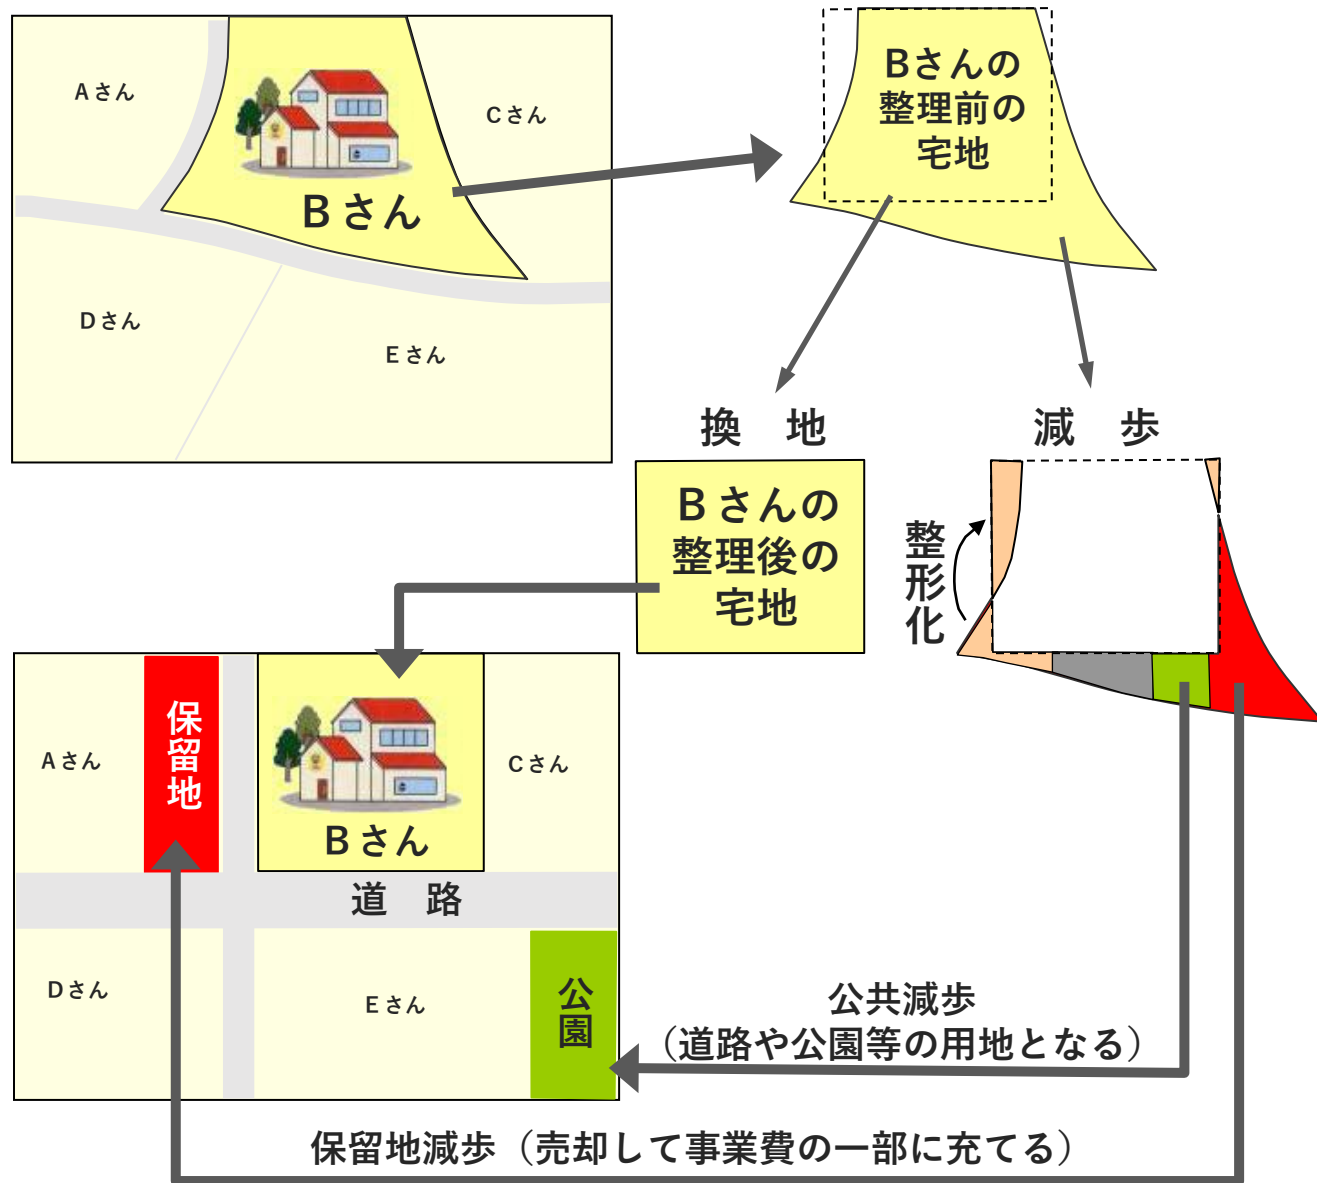 Aさん
Bさん
Cさん
Dさん
Eさん
Bさんの
整理前の
宅地
換　地
減　歩
Bさんの
整理後の
宅地
整形化
Aさん
保留地
Bさん
Cさん
道　路
Dさん
Eさん
公園
公共減歩
（道路や公園等の用地となる）
保留地減歩（売却して事業費の一部に充てる）